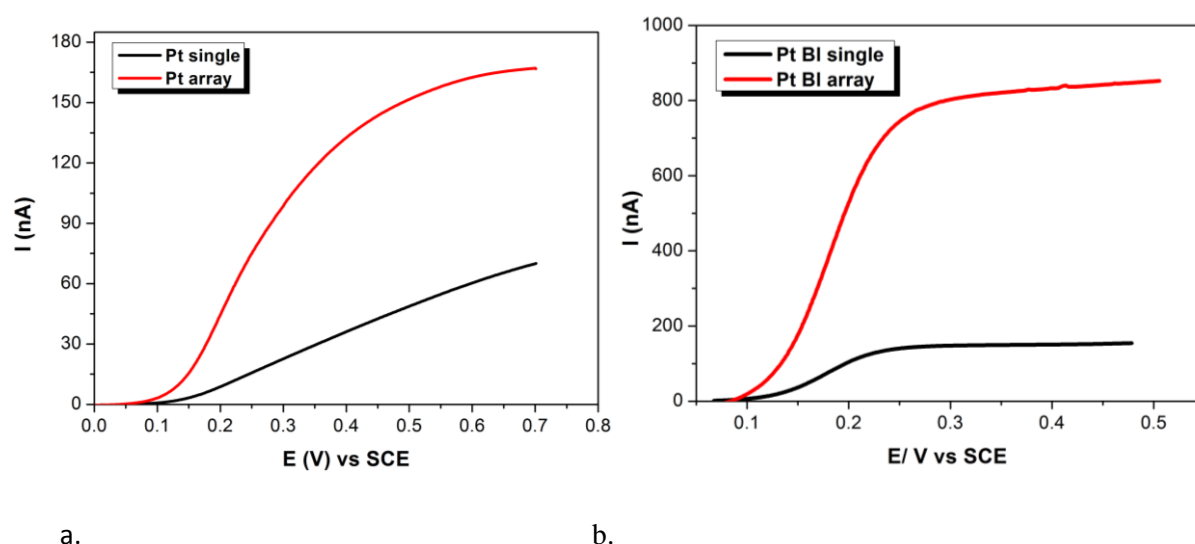 Pt single
Pt array
180
150
120
90
60
30
0
I (nA)
0.0 0.1 0.2 0.3 0.4 0.5 0.6 0.7 0.8
E (V) vs SCE
a.
Pt BI single
Pt BI array
1000
800
600
400
200
0
I (nA)
0.1 0.2 0.3 0.4 0.5
E/ V vs SCE
b.